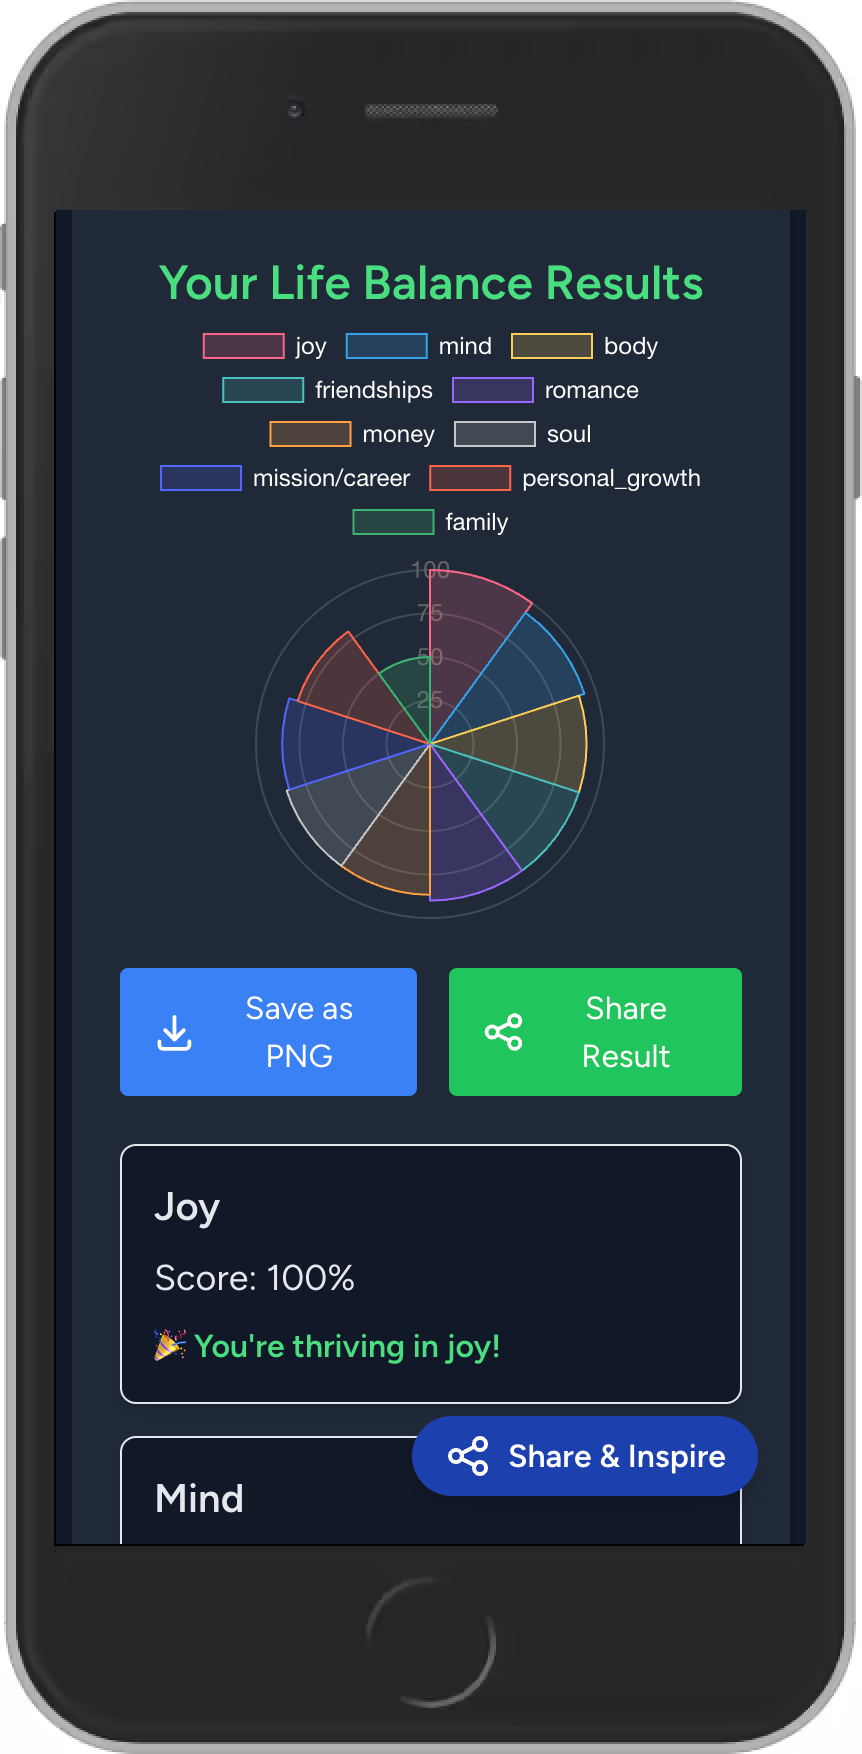 Your Life Balance Results
joy mind body
friendships romance
money soul
mission/career personal_growth
family
100
75
50
25
Save as
PNG
Share
Result
Joy
Score: 100%
🎉 You're thriving in joy!
Share & Inspire
Mind